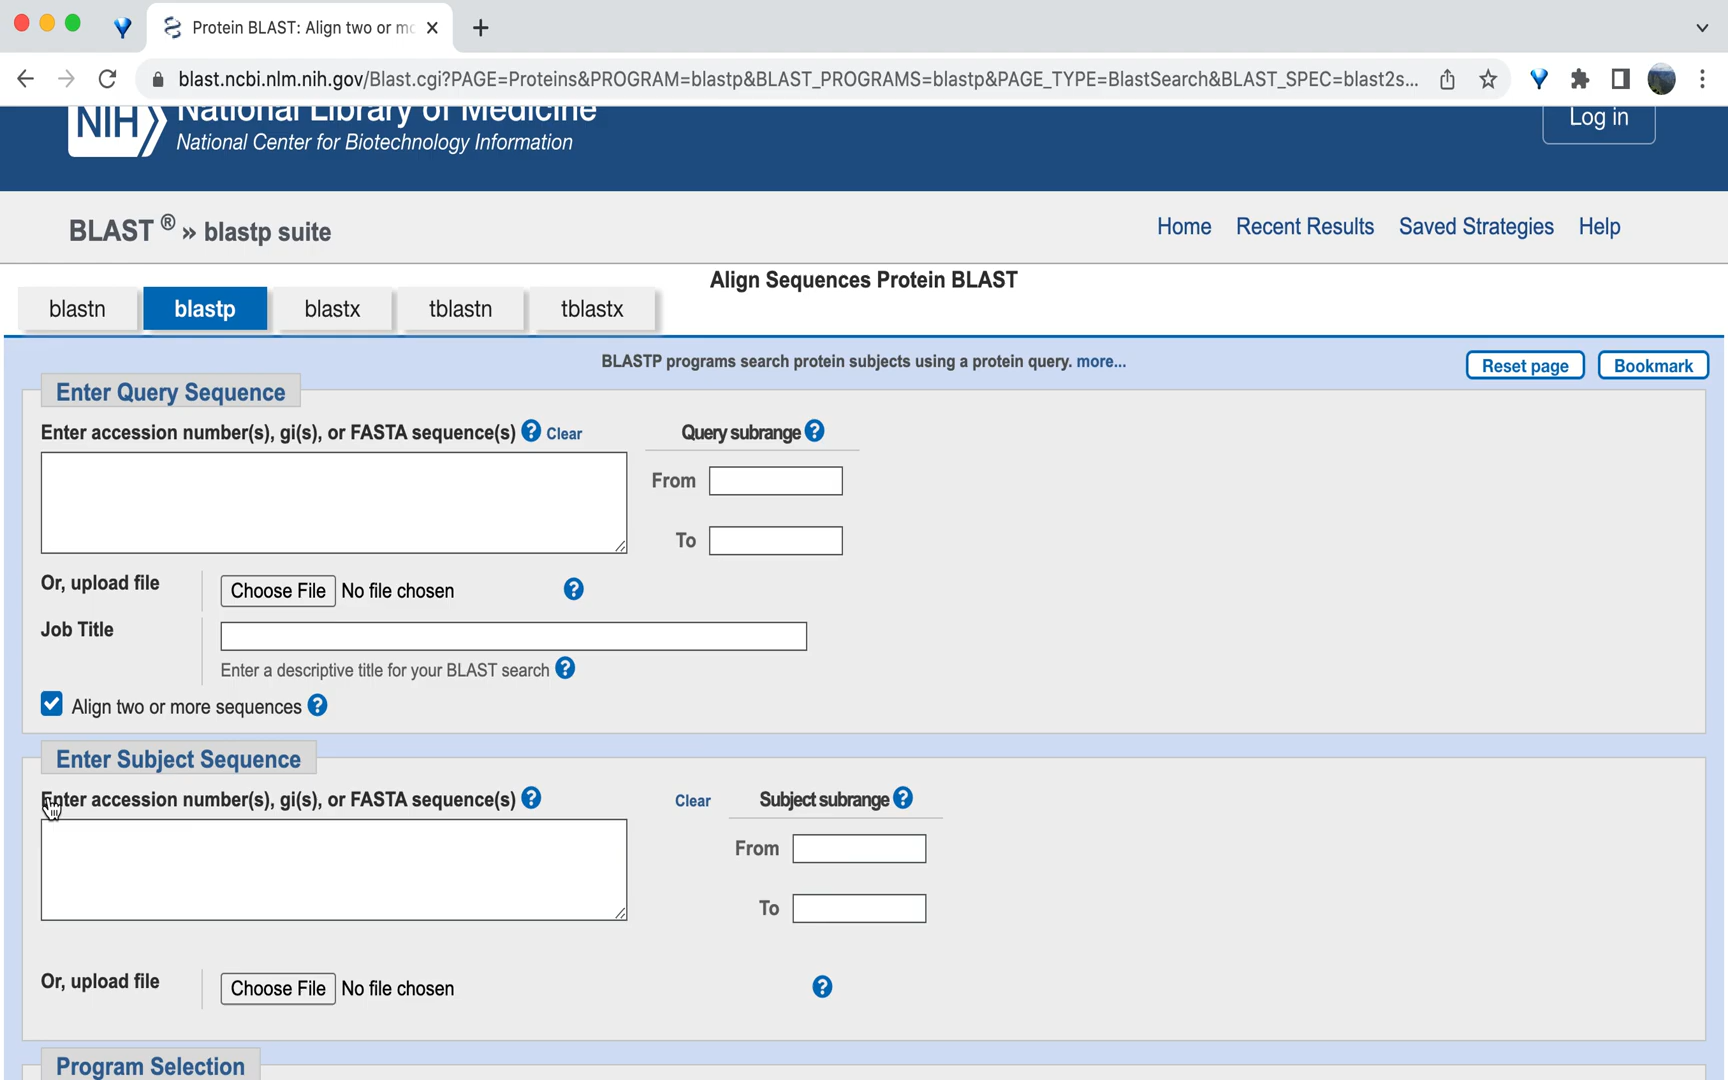 Protein BLAST: Align two or mo
blast.ncbi.nlm.nih.gov/Blast.cgi?PAGE=Proteins&PROGRAM=blastp&BLAST_PROGRAMS=blastp&PAGE_TYPE=BlastSearch&BLAST_SPEC=blast2s...
NIH National Library of Medicine
National Center for Biotechnology Information
Log in
BLAST ® » blastp suite
Home Recent Results Saved Strategies Help
Align Sequences Protein BLAST
blastn blastp blastx tblastn tblastx
BLASTP programs search protein subjects using a protein query. more...
Reset page Bookmark
Enter Query Sequence
Enter accession number(s), gi(s), or FASTA sequence(s) ? Clear
Query subrange ?
From
To
Or, upload file
Choose File No file chosen ?
Job Title
Enter a descriptive title for your BLAST search ?
Align two or more sequences ?
Enter Subject Sequence
Enter accession number(s), gi(s), or FASTA sequence(s) ? Clear
Subject subrange ?
From
To
Or, upload file
Choose File No file chosen ?
Program Selection